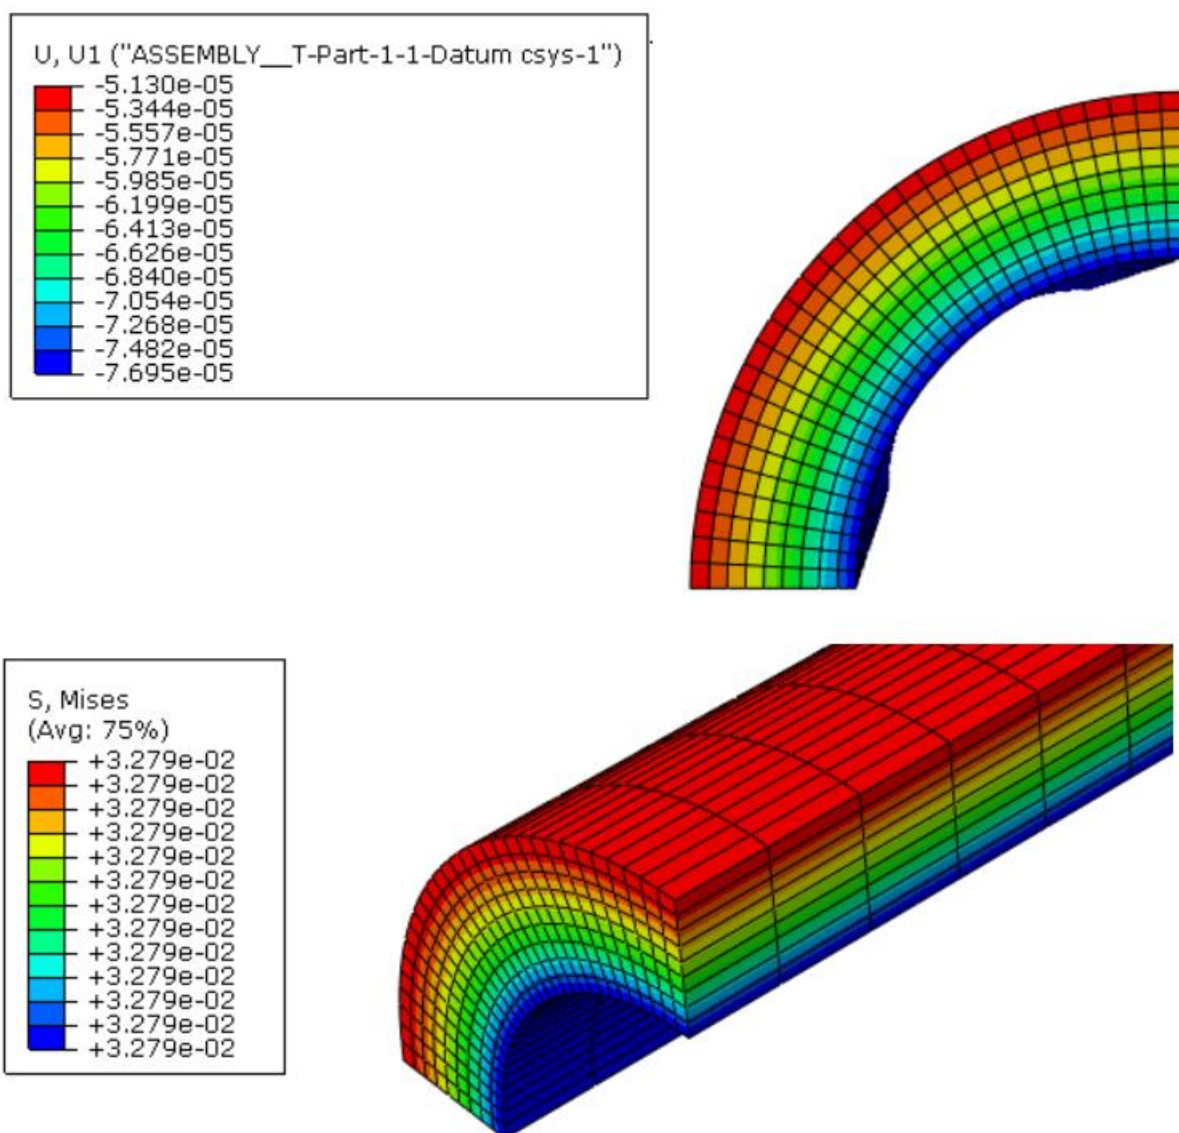 U, U1 ("ASSEMBLY__T-Part-1-1-Datum csys-1")
-5.130e-05
-5.344e-05
-5.557e-05
-5.771e-05
-5.985e-05
-6.199e-05
-6.413e-05
-6.626e-05
-6.840e-05
-7.054e-05
-7.268e-05
-7.482e-05
-7.695e-05
S, Mises
(Avg: 75%)
+3.279e-02
+3.279e-02
+3.279e-02
+3.279e-02
+3.279e-02
+3.279e-02
+3.279e-02
+3.279e-02
+3.279e-02
+3.279e-02
+3.279e-02
+3.279e-02
+3.279e-02